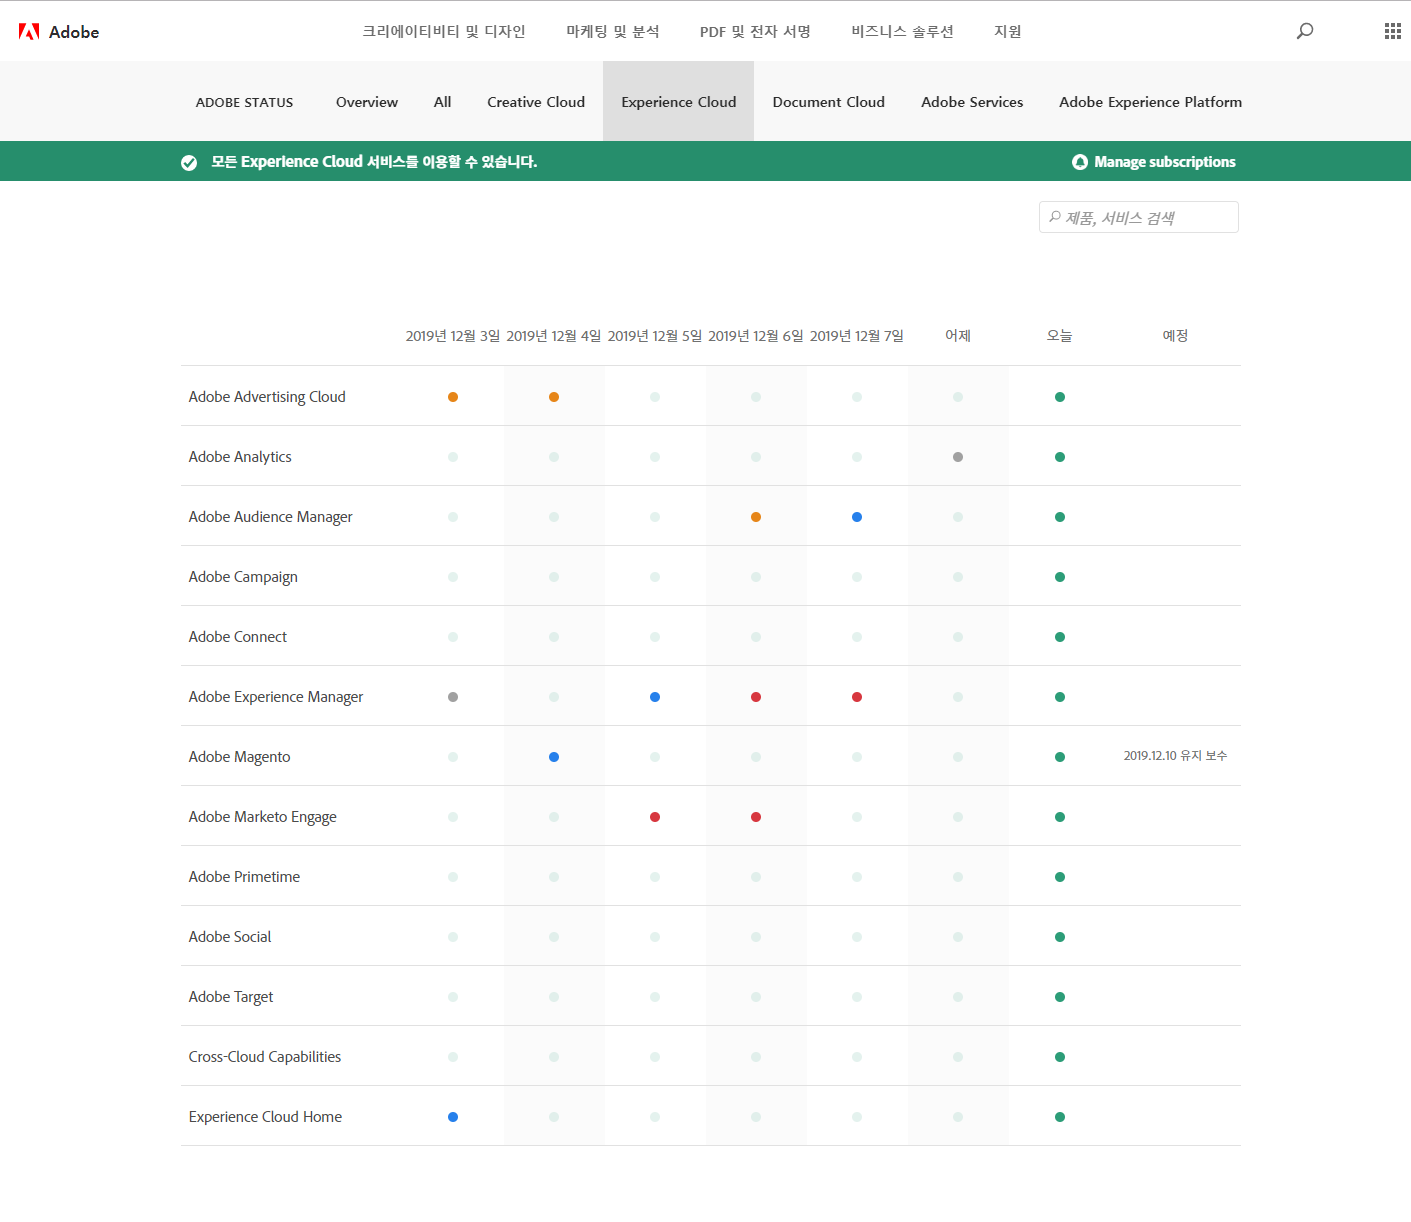 Adobe
크리에이티비티 및 디자인
마케팅 및 분석
PDF 및 전자 서명
비즈니스 솔루션
지원
ADOBE STATUS
Overview
All
Creative Cloud
Experience Cloud
Document Cloud
Adobe Services
Adobe Experience Platform
모든 Experience Cloud 서비스를 이용할 수 있습니다.
Manage subscriptions
제품, 서비스 검색
2019년 12월 3일 2019년 12월 4일 2019년 12월 5일 2019년 12월 6일 2019년 12월 7일 어제 오늘 예정
Adobe Advertising Cloud
Adobe Analytics
Adobe Audience Manager
Adobe Campaign
Adobe Connect
Adobe Experience Manager
Adobe Magento 2019.12.10 유지 보수
Adobe Marketo Engage
Adobe Primetime
Adobe Social
Adobe Target
Cross-Cloud Capabilities
Experience Cloud Home